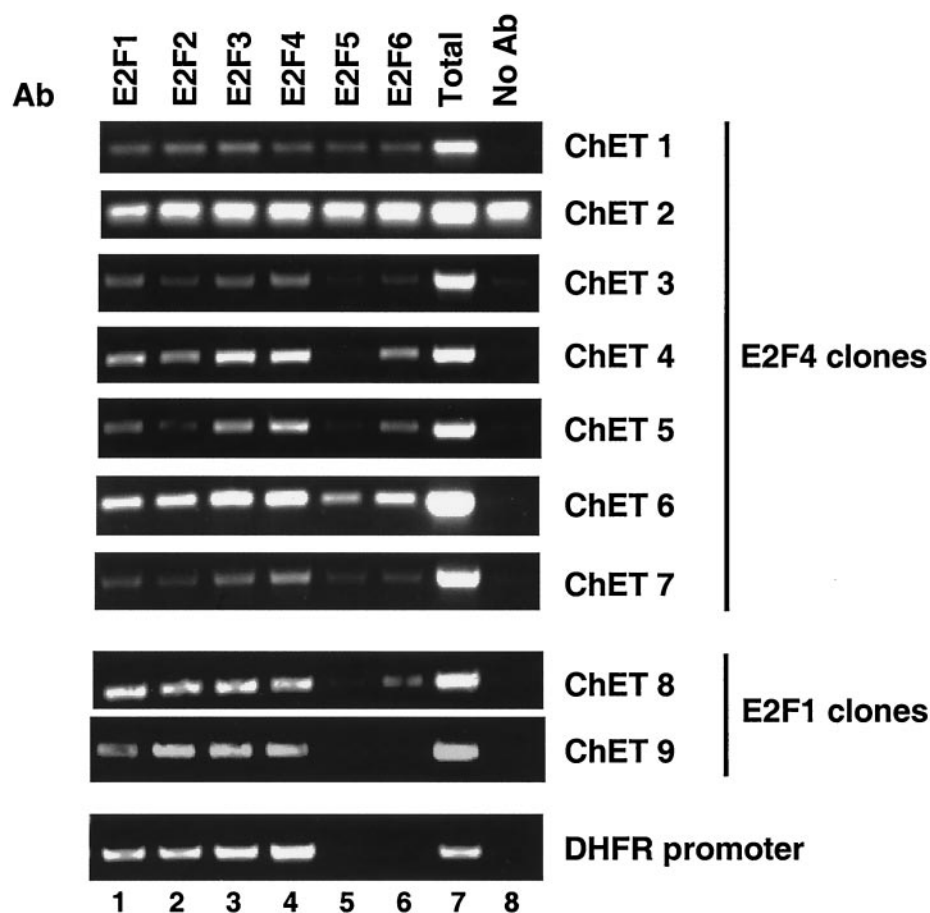 Ab E2F1 E2F2 E2F3 E2F4 E2F5 E2F6 Total No Ab
ChET 1
ChET 2
ChET 3
ChET 4
E2F4 clones
ChET 5
ChET 6
ChET 7
ChET 8
E2F1 clones
ChET 9
DHFR promoter
1 2 3 4 5 6 7 8